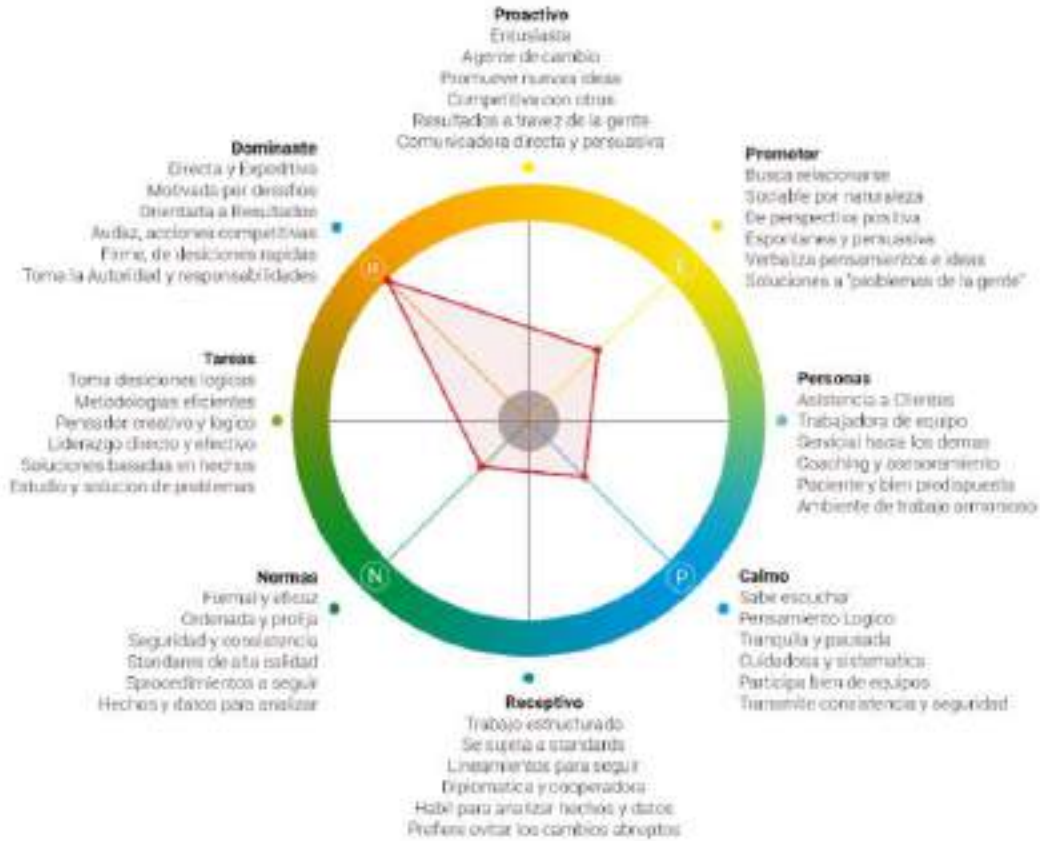 Proactivo
Entusiasta
Agente de cambio
Promueve nuevas ideas
Competitiva con otros
Resultados a travez de la gente
Comunicadora directa y persuasiva
Dominante
Directa y Expeditiva
Motivada por desafios
Orientada a Resultados
Audaz, acciones competitivas
Firme, de desiciones rapidas
Toma la Autoridad y responsabilidades
Promotor
Busca relacionarse
Sociable por naturaleza
De perspectiva positiva
Espontanea y persuasiva
Verbaliza pensamientos e ideas
Soluciones a "problemas de la gente"
Tareas
Toma desiciones logicas
Metodologias eficientes
Pensador creativo y logico
Liderazgo directo y efectivo
Soluciones basadas en hechos
Estudio y solucion de problemas
Personas
Asistencia a Clientes
Trabajadora de equipo
Servicial hacia los demas
Coaching y asesoramiento
Paciente y bien predispuesta
Ambiente de trabajo armonioso
N
P
Normas
Formal y eficaz
Ordenada y prolija
Seguridad y consistencia
Standares de alta calidad
Sprocedimientos a seguir
Hechos y datos para analizar
Calmo
Sabe escuchar
Pensamiento Logico
Tranquila y pausada
Cuidadosa y sistematica
Participa bien de equipos
Transmite consistencia y seguridad
Receptivo
Trabajo estructurado
Se sujeta a standards
Lineamientos para seguir
Diplomatica y cooperadora
Habil para analizar hechos y datos
Prefiere evitar los cambios abruptos